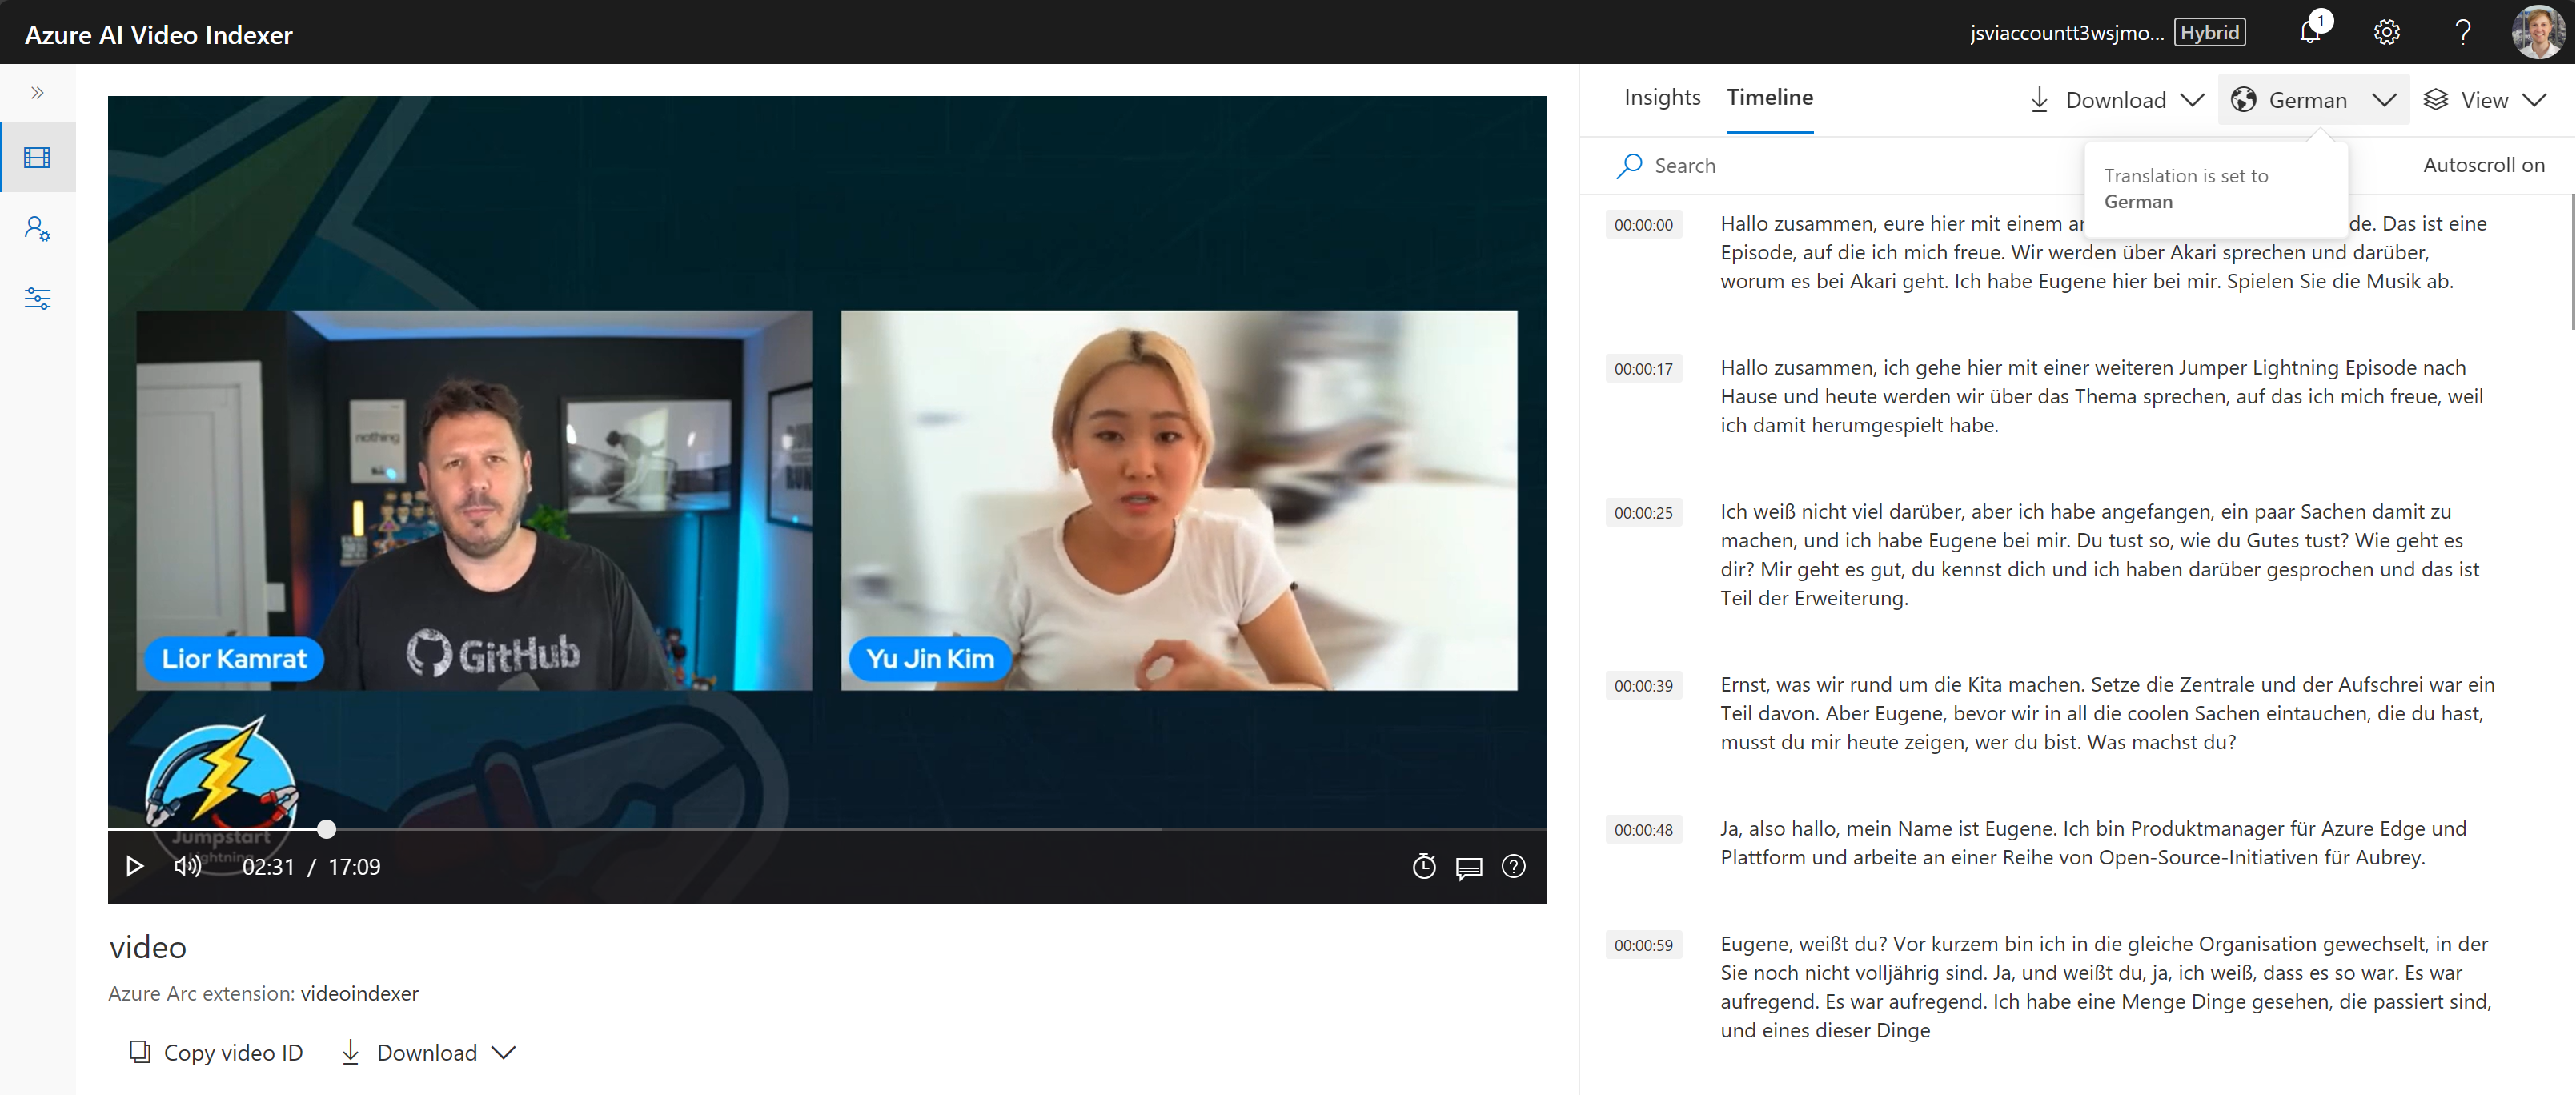 Azure AI Video Indexer
jsviaccountt3wsjmo... Hybrid
1
Insights Timeline
Download
German
View
Search
Translation is set to
German
Autoscroll on
00:00:00
Hallo zusammen, eure hier mit einem ar
de. Das ist eine
Episode, auf die ich mich freue. Wir werden über Akari sprechen und darüber,
worum es bei Akari geht. Ich habe Eugene hier bei mir. Spielen Sie die Musik ab.
00:00:17
Hallo zusammen, ich gehe hier mit einer weiteren Jumper Lightning Episode nach
Hause und heute werden wir über das Thema sprechen, auf das ich mich freue, weil
ich damit herumgespielt habe.
00:00:25
Ich weiß nicht viel darüber, aber ich habe angefangen, ein paar Sachen damit zu
machen, und ich habe Eugene bei mir. Du tust so, wie du Gutes tust? Wie geht es
dir? Mir geht es gut, du kennst dich und ich haben darüber gesprochen und das ist
Teil der Erweiterung.
00:00:39
Ernst, was wir rund um die Kita machen. Setze die Zentrale und der Aufschrei war ein
Teil davon. Aber Eugene, bevor wir in all die coolen Sachen eintauchen, die du hast,
musst du mir heute zeigen, wer du bist. Was machst du?
00:00:48
Ja, also hallo, mein Name ist Eugene. Ich bin Produktmanager für Azure Edge und
Plattform und arbeite an einer Reihe von Open-Source-Initiativen für Aubrey.
00:00:59
Eugene, weißt du? Vor kurzem bin ich in die gleiche Organisation gewechselt, in der
Sie noch nicht volljährig sind. Ja, und weißt du, ja, ich weiß, dass es so war. Es war
aufregend. Es war aufregend. Ich habe eine Menge Dinge gesehen, die passiert sind,
und eines dieser Dinge
nothing
GitHub
Lior Kamrat
Yu Jin Kim
Jumpstart
Lightning
02:31 / 17:09
video
Azure Arc extension: videoindexer
Copy video ID
Download